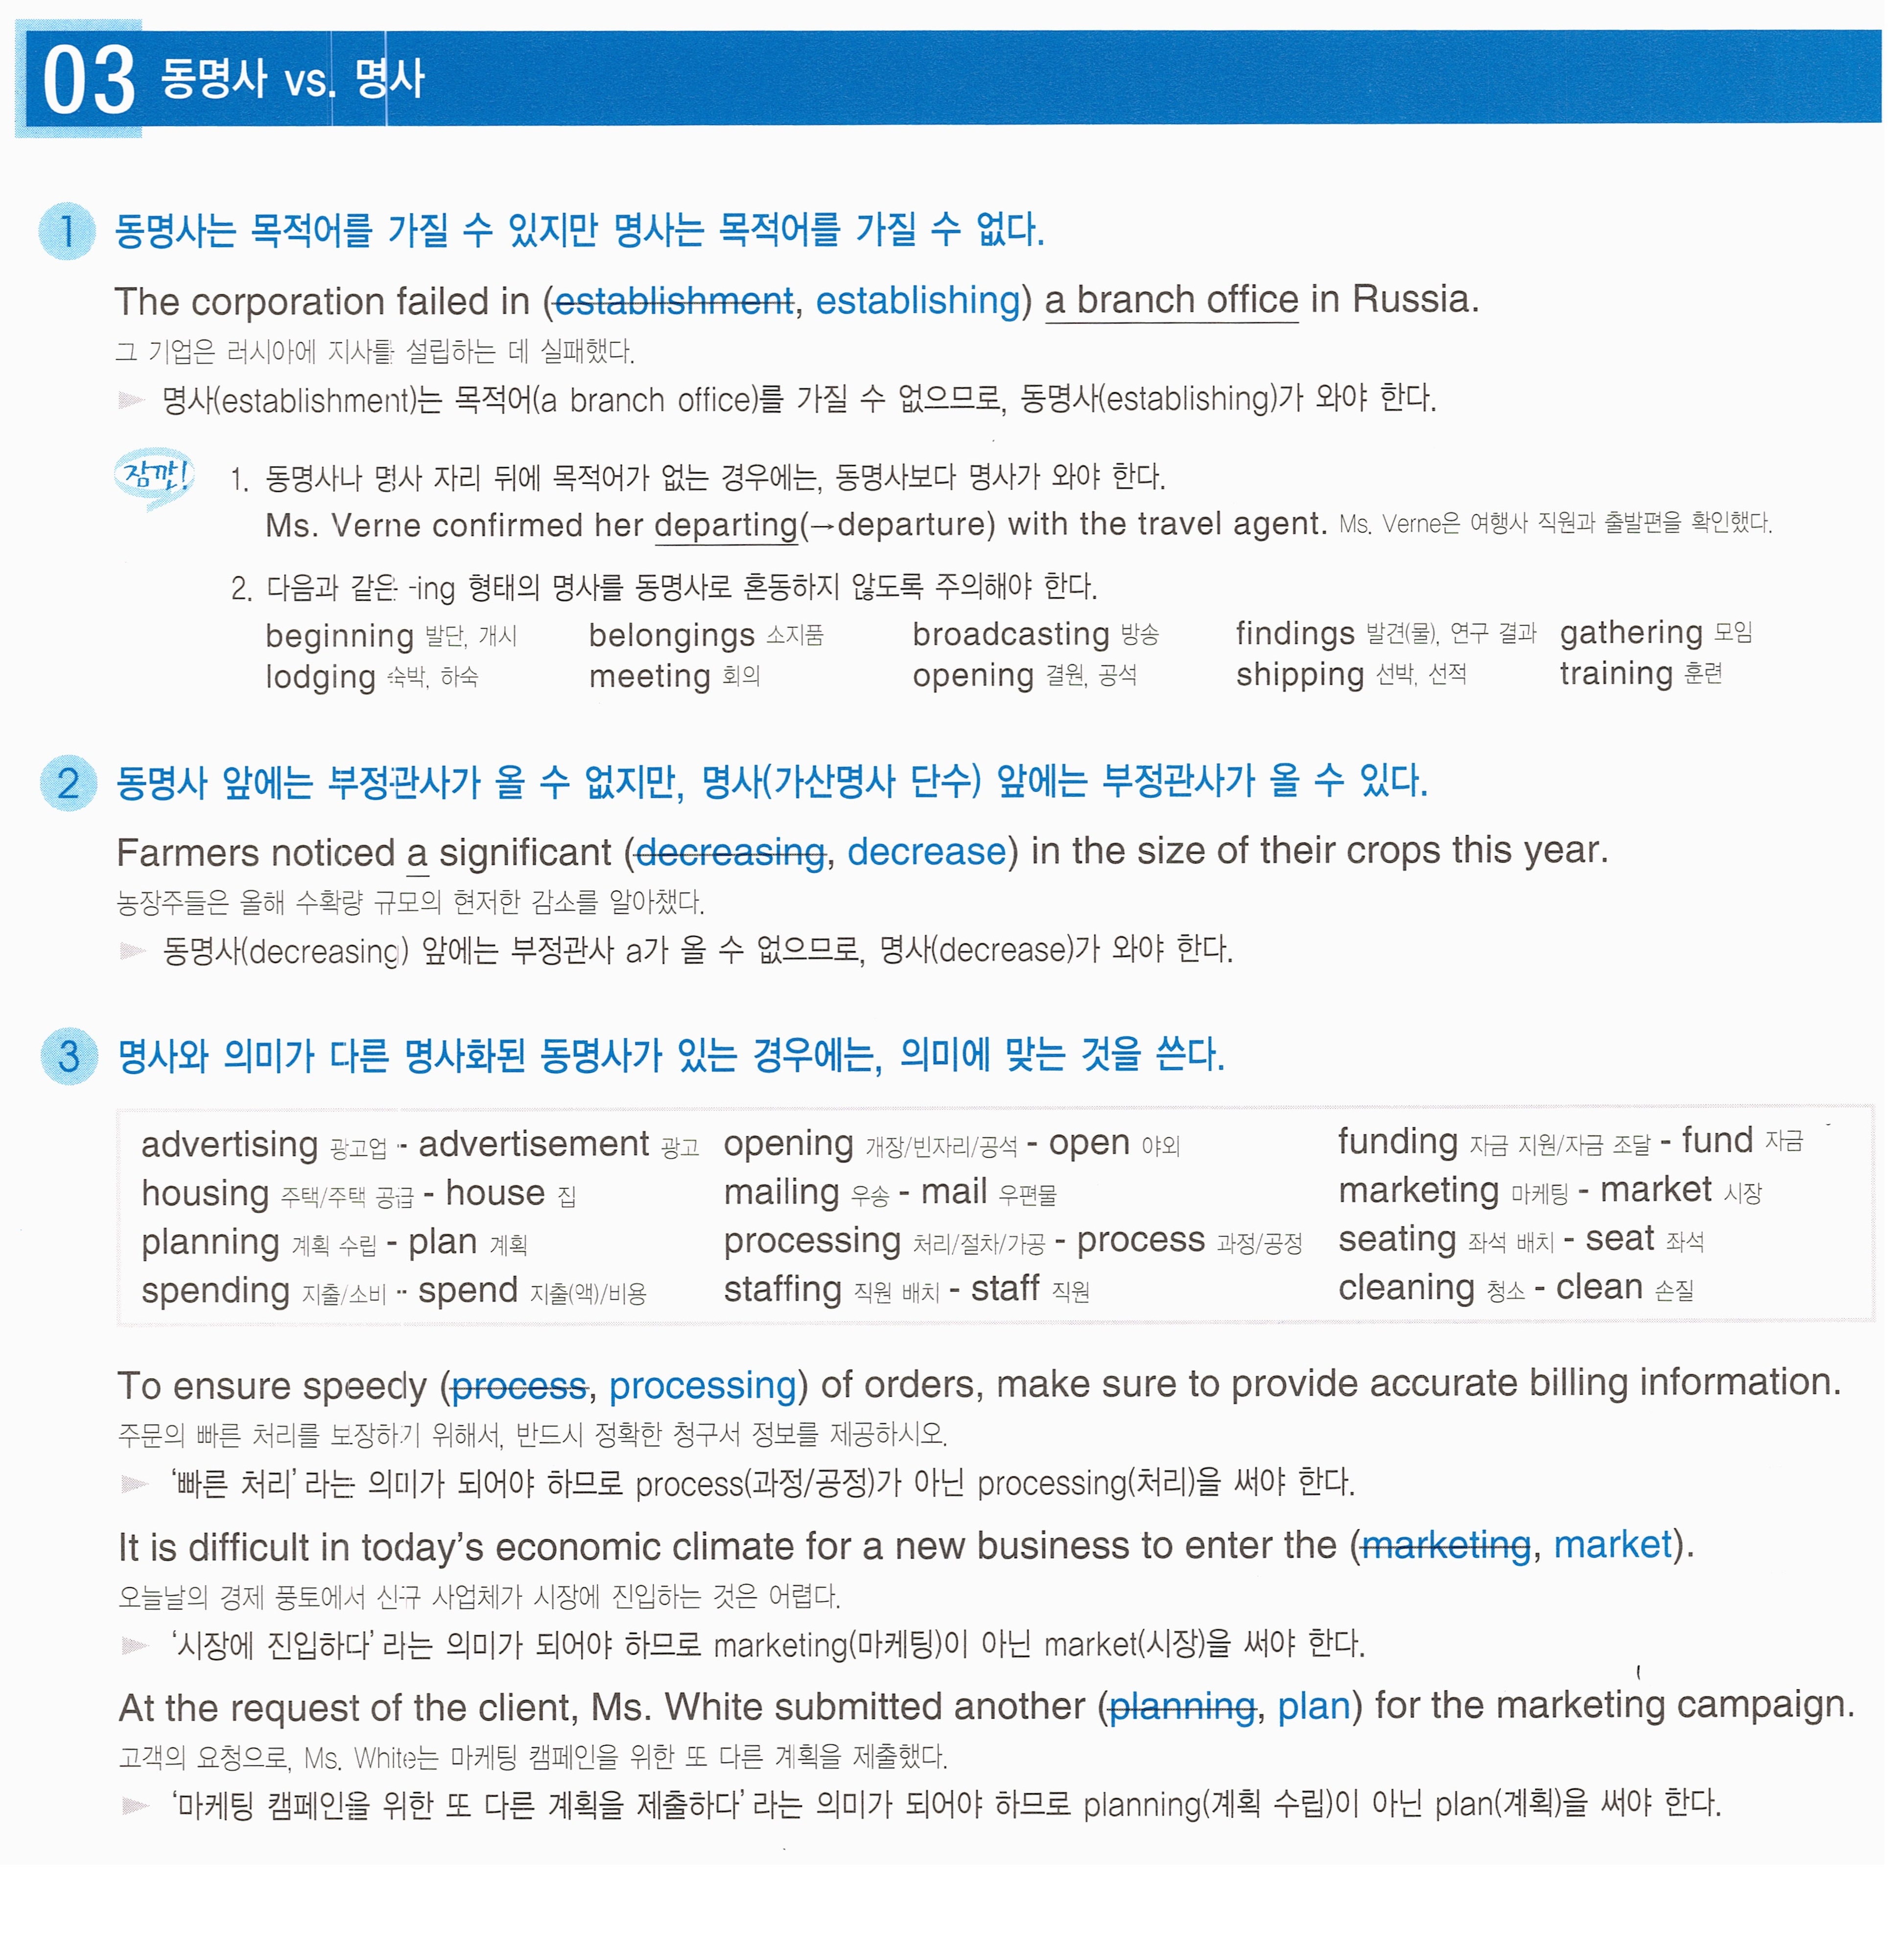 03 동명사 vs. 명사
1 동명사는 목적어를 가질 수 있지만 명사는 목적어를 가질 수 없다.
The corporation failed in (establishment, establishing) a branch office in Russia.
그 기업은 러시아에 지사를 설립하는 데 실패했다.
► 명사(establishment)는 목적어(a branch office)를 가질 수 없으므로, 동명사(establishing)가 와야 한다.
잠깐! 1. 동명사나 명사 자리 뒤에 목적어가 없는 경우에는, 동명사보다 명사가 와야 한다.
Ms. Verne confirmed her departing(→departure) with the travel agent. Ms. Verne은 여행사 직원과 출발편을 확인했다.
2. 다음과 같은 -ing 형태의 명사를 동명사로 혼동하지 않도록 주의해야 한다.
beginning 발단, 개시 belongings 소지품 broadcasting 방송 findings 발견(물), 연구 결과 gathering 모임
lodging 숙박, 하숙 meeting 회의 opening 결원, 공석 shipping 선박, 선적 training 훈련
2 동명사 앞에는 부정관사가 올 수 없지만, 명사(가산명사 단수) 앞에는 부정관사가 올 수 있다.
Farmers noticed a significant (decreasing, decrease) in the size of their crops this year.
농장주들은 올해 수확량 규모의 현저한 감소를 알아챘다.
► 동명사(decreasing) 앞에는 부정관사 a가 올 수 없으므로, 명사(decrease)가 와야 한다.
3 명사와 의미가 다른 명사화된 동명사가 있는 경우에는, 의미에 맞는 것을 쓴다.
advertising 광고업 - advertisement 광고 opening 개장/빈자리/공석 - open 야외 funding 자금 지원/자금 조달 - fund 자금
housing 주택/주택 공급 - house 집 mailing 우송 - mail 우편물 marketing 마케팅 - market 시장
planning 계획 수립 - plan 계획 processing 처리/절차/가공 - process 과정/공정 seating 좌석 배치 - seat 좌석
spending 지출/소비 - spend 지출(액)/비용 staffing 직원 배치 - staff 직원 cleaning 청소 - clean 손질
To ensure speedy (process, processing) of orders, make sure to provide accurate billing information.
주문의 빠른 처리를 보장하기 위해서, 반드시 정확한 청구서 정보를 제공하시오.
► ‘빠른 처리’라는 의미가 되어야 하므로 process(과정/공정)가 아닌 processing(처리)을 써야 한다.
It is difficult in today’s economic climate for a new business to enter the (marketing, market).
오늘날의 경제 풍토에서 신규 사업체가 시장에 진입하는 것은 어렵다.
► ‘시장에 진입하다’라는 의미가 되어야 하므로 marketing(마케팅)이 아닌 market(시장)을 써야 한다.
At the request of the client, Ms. White submitted another (planning, plan) for the marketing campaign.
고객의 요청으로, Ms. White는 마케팅 캠페인을 위한 또 다른 계획을 제출했다.
► ‘마케팅 캠페인을 위한 또 다른 계획을 제출하다’라는 의미가 되어야 하므로 planning(계획 수립)이 아닌 plan(계획)을 써야 한다.